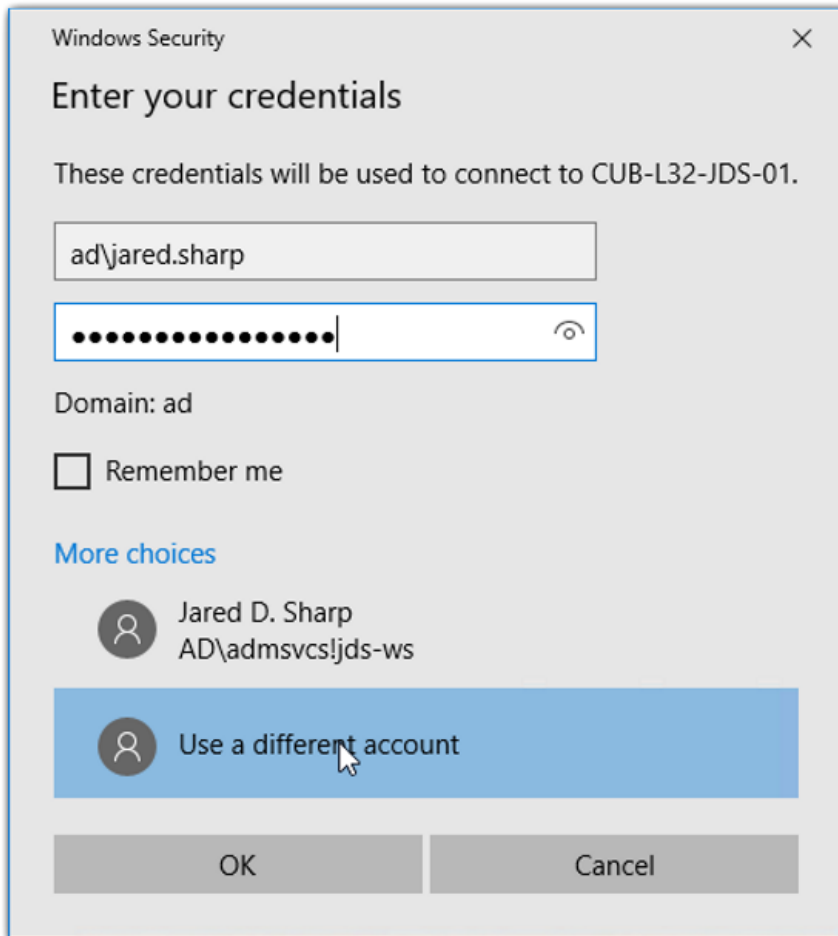 Windows Security
Enter your credentials
These credentials will be used to connect to CUB-L32-JDS-01.
ad\jared.sharp
●●●●●●●●●●●●●●●●
Domain: ad
Remember me
More choices
Jared D. Sharp
AD\admsvcs!jds-ws
Use a different account
OK
Cancel